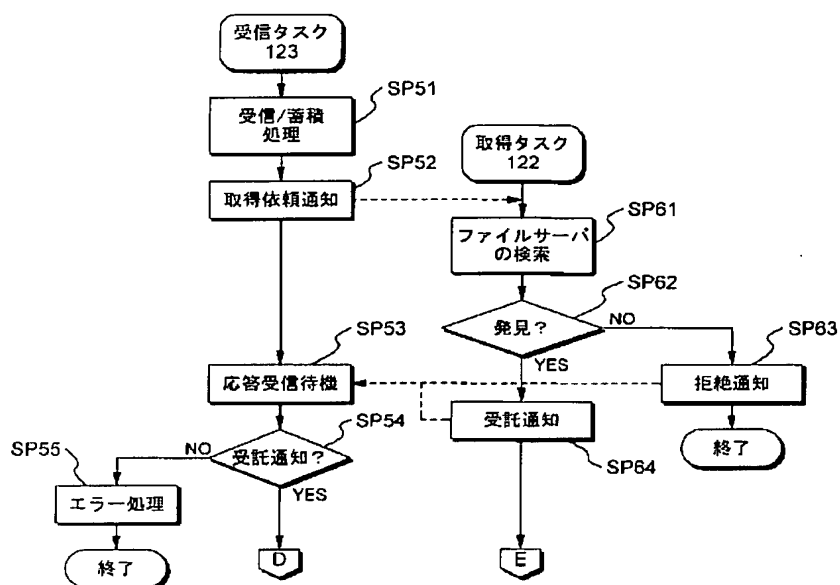 受信タスク
123
SP51
受信/蓄積
処理
SP52
取得依頼通知
取得タスク
122
SP61
ファイルサーバ
の検索
SP62
発見?
NO
YES
SP63
拒絶通知
終了
SP53
応答受信待機
受託通知
SP64
SP54
受託通知?
NO
YES
SP55
エラー処理
終了
D
E